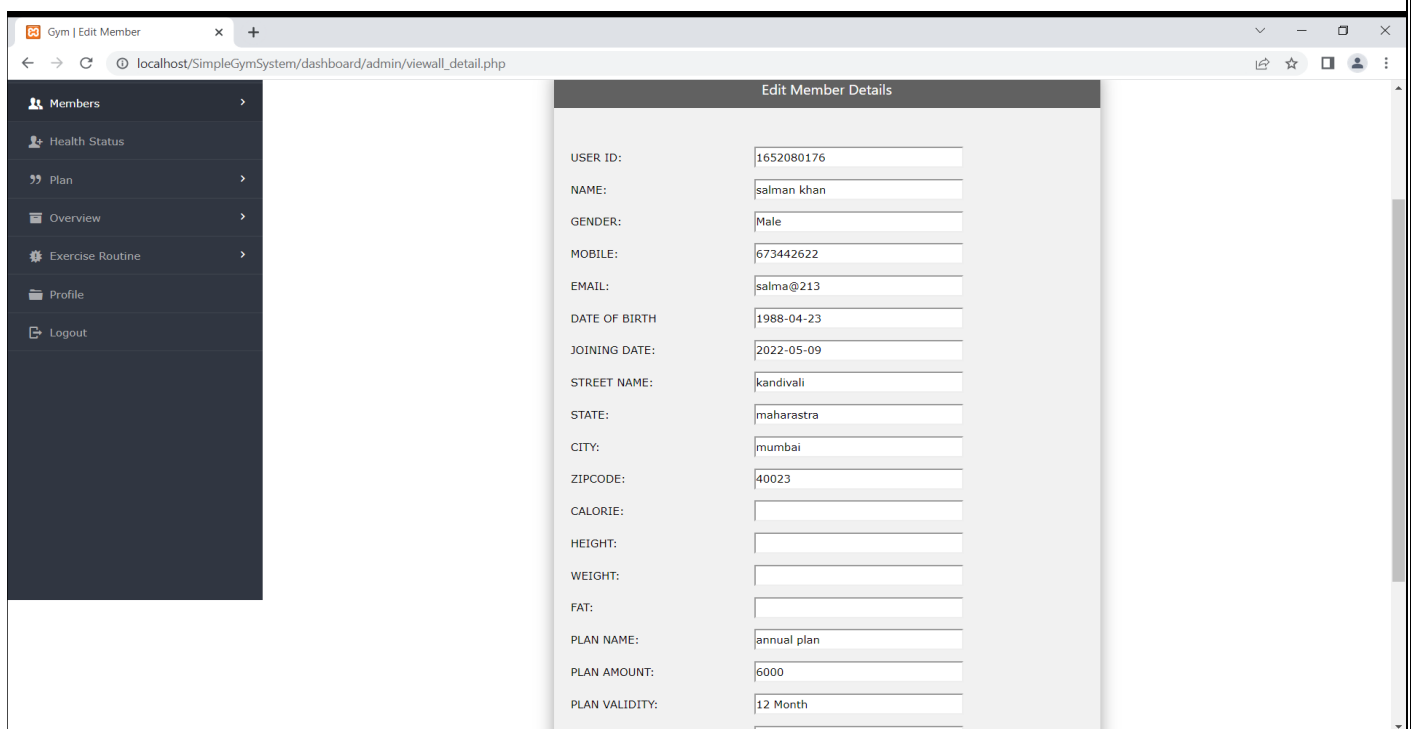 Gym | Edit Member
localhost/SimpleGymSystem/dashboard/admin/viewall_detail.php
Members
Health Status
Plan
Overview
Exercise Routine
Profile
Logout
Edit Member Details
USER ID: 1652080176
NAME: salman khan
GENDER: Male
MOBILE: 673442622
EMAIL: salma@213
DATE OF BIRTH 1988-04-23
JOINING DATE: 2022-05-09
STREET NAME: kandivali
STATE: maharastra
CITY: mumbai
ZIPCODE: 40023
CALORIE:
HEIGHT:
WEIGHT:
FAT:
PLAN NAME: annual plan
PLAN AMOUNT: 6000
PLAN VALIDITY: 12 Month